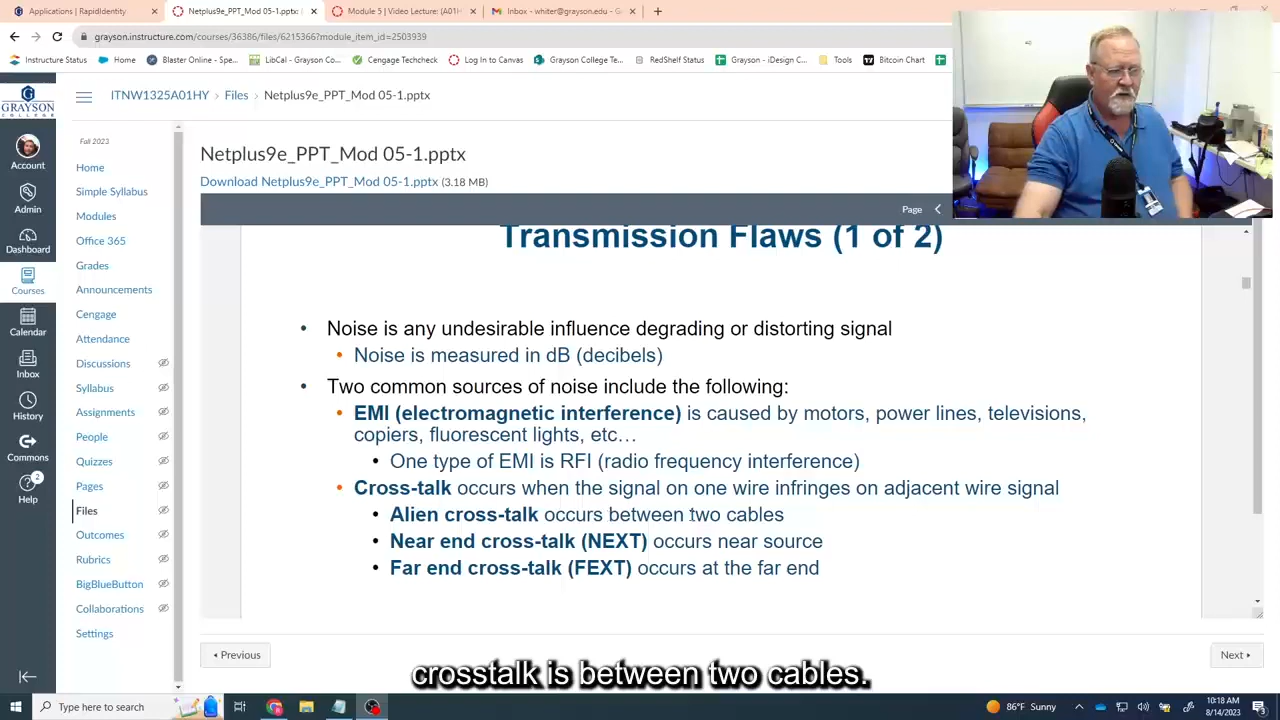 Applications | RapidIdentity
Netplus9e_PPT_Mod 05-1.pptx: I
Module 5 | Video Lecture: (A01H
Inbox - whiter@grayson.edu - G
grayson.instructure.com/courses/36386/files/6215366?module_item_id=2503939
Instructure Status
Home
Blaster Online - Spe...
LibCal - Grayson Co...
Cengage Techcheck
Log In to Canvas
Grayson College Te...
RedShelf Status
Grayson - iDesign C...
Tools
Bitcoin Chart
GRAYSON
COLLEGE
Account
Admin
Dashboard
Courses
Calendar
Inbox
History
Commons
2
Help
ITNW1325A01HY › Files › Netplus9e_PPT_Mod 05-1.pptx
Fall 2023
Home
Simple Syllabus
Modules
Office 365
Grades
Announcements
Cengage
Attendance
Discussions
Syllabus
Assignments
People
Quizzes
Pages
Files
Outcomes
Rubrics
BigBlueButton
Collaborations
Settings
Netplus9e_PPT_Mod 05-1.pptx
Download Netplus9e_PPT_Mod 05-1.pptx (3.18 MB)
Page
Transmission Flaws (1 of 2)
• Noise is any undesirable influence degrading or distorting signal
• Noise is measured in dB (decibels)
• Two common sources of noise include the following:
• EMI (electromagnetic interference) is caused by motors, power lines, televisions,
copiers, fluorescent lights, etc…
• One type of EMI is RFI (radio frequency interference)
• Cross-talk occurs when the signal on one wire infringes on adjacent wire signal
• Alien cross-talk occurs between two cables
• Near end cross-talk (NEXT) occurs near source
• Far end cross-talk (FEXT) occurs at the far end
Previous
Next
crosstalk is between two cables.
Type here to search
86°F Sunny
10:18 AM
8/14/2023